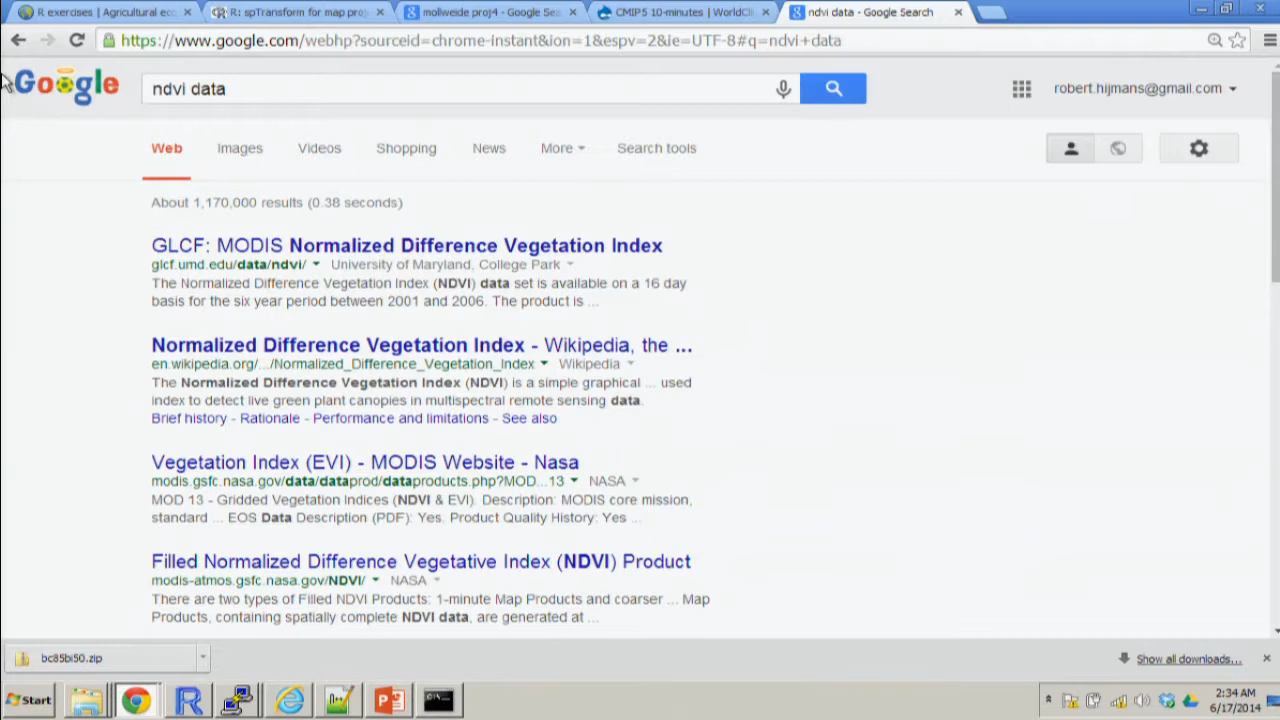 R exercises | Agricultural ec
R: spTransform for map proj
mollweide proj4 - Google Sea
CMIP5 10-minutes | WorldCli
ndvi data - Google Search
https://www.google.com/webhp?sourceid=chrome-instant&ion=1&espv=2&ie=UTF-8#q=ndvi+data
Google
ndvi data
robert.hijmans@gmail.com
Web Images Videos Shopping News More Search tools
About 1,170,000 results (0.38 seconds)
GLCF: MODIS Normalized Difference Vegetation Index
glcf.umd.edu/data/ndvi/ University of Maryland, College Park
The Normalized Difference Vegetation Index (NDVI) data set is available on a 16 day
basis for the six year period between 2001 and 2006. The product is ...
Normalized Difference Vegetation Index - Wikipedia, the ...
en.wikipedia.org/.../Normalized_Difference_Vegetation_Index Wikipedia
The Normalized Difference Vegetation Index (NDVI) is a simple graphical ... used
index to detect live green plant canopies in multispectral remote sensing data.
Brief history - Rationale - Performance and limitations - See also
Vegetation Index (EVI) - MODIS Website - Nasa
modis.gsfc.nasa.gov/data/dataprod/dataproducts.php?MOD...13 NASA
MOD 13 - Gridded Vegetation Indices (NDVI & EVI). Description: MODIS core mission,
standard ... EOS Data Description (PDF): Yes. Product Quality History: Yes ...
Filled Normalized Difference Vegetative Index (NDVI) Product
modis-atmos.gsfc.nasa.gov/NDVI/ NASA
There are two types of Filled NDVI Products: 1-minute Map Products and coarser ... Map
Products, containing spatially complete NDVI data, are generated at ...
bc85bi50.zip
Show all downloads...
Start
2:34 AM
6/17/2014